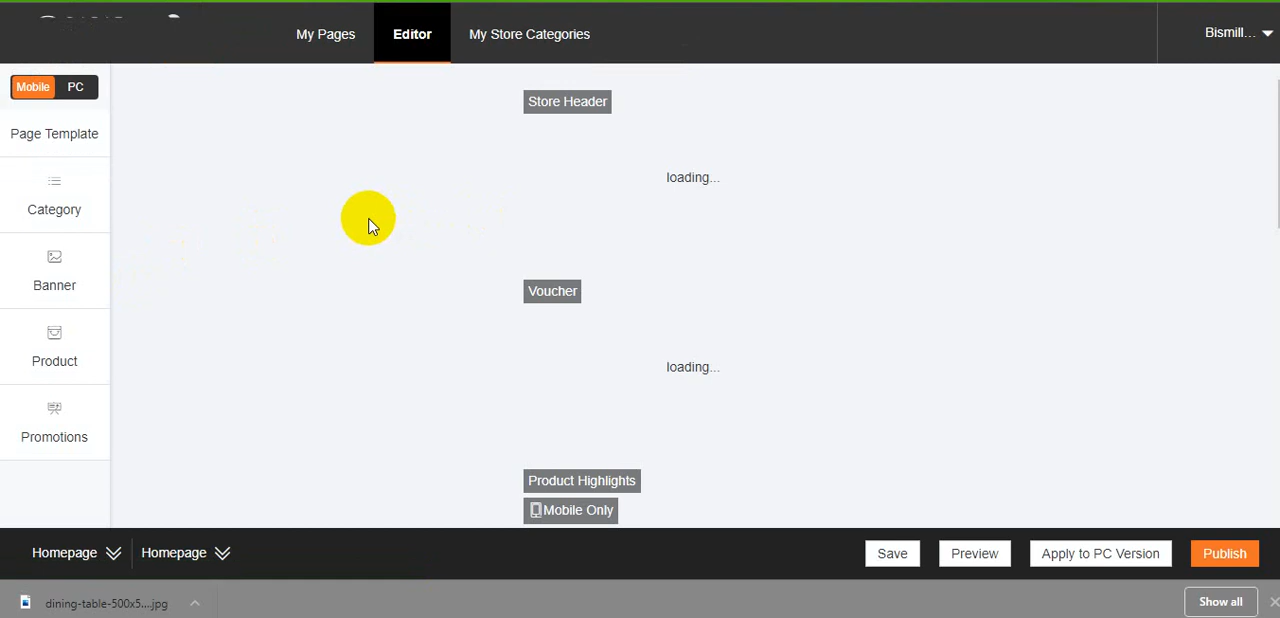 My Pages
Editor
My Store Categories
Bismill...
Mobile
PC
Page Template
Category
Banner
Product
Promotions
Store Header
loading...
Voucher
loading...
Product Highlights
Mobile Only
Homepage
Homepage
Save
Preview
Apply to PC Version
Publish
dining-table-500x5....jpg
Show all